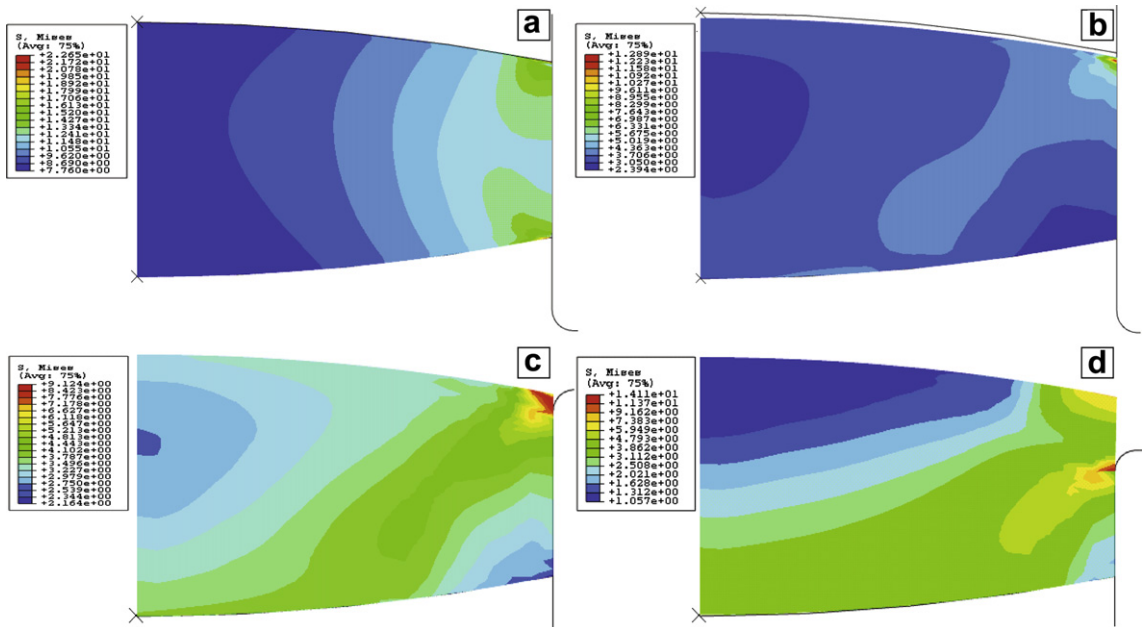 a
S, Mises
(Avg: 75%)
+2.265e+01
+2.172e+01
+2.078e+01
+1.985e+01
+1.892e+01
+1.799e+01
+1.706e+01
+1.613e+01
+1.520e+01
+1.427e+01
+1.334e+01
+1.241e+01
+1.148e+01
+1.055e+01
+9.620e+00
+8.690e+00
+7.760e+00
b
S, Mises
(Avg: 75%)
+1.289e+01
+1.223e+01
+1.158e+01
+1.092e+01
+1.027e+01
+9.611e+00
+8.955e+00
+8.299e+00
+7.643e+00
+6.987e+00
+6.331e+00
+5.675e+00
+5.019e+00
+4.363e+00
+3.706e+00
+3.050e+00
+2.394e+00
c
S, Mises
(Avg: 75%)
+9.124e+00
+8.423e+00
+7.776e+00
+7.178e+00
+6.627e+00
+6.118e+00
+5.647e+00
+5.213e+00
+4.813e+00
+4.443e+00
+4.102e+00
+3.787e+00
+3.496e+00
+3.227e+00
+2.979e+00
+2.750e+00
+2.539e+00
+2.344e+00
+2.164e+00
d
S, Mises
(Avg: 75%)
+1.411e+01
+1.137e+01
+9.162e+00
+7.383e+00
+5.949e+00
+4.793e+00
+3.862e+00
+3.112e+00
+2.508e+00
+2.021e+00
+1.628e+00
+1.312e+00
+1.057e+00